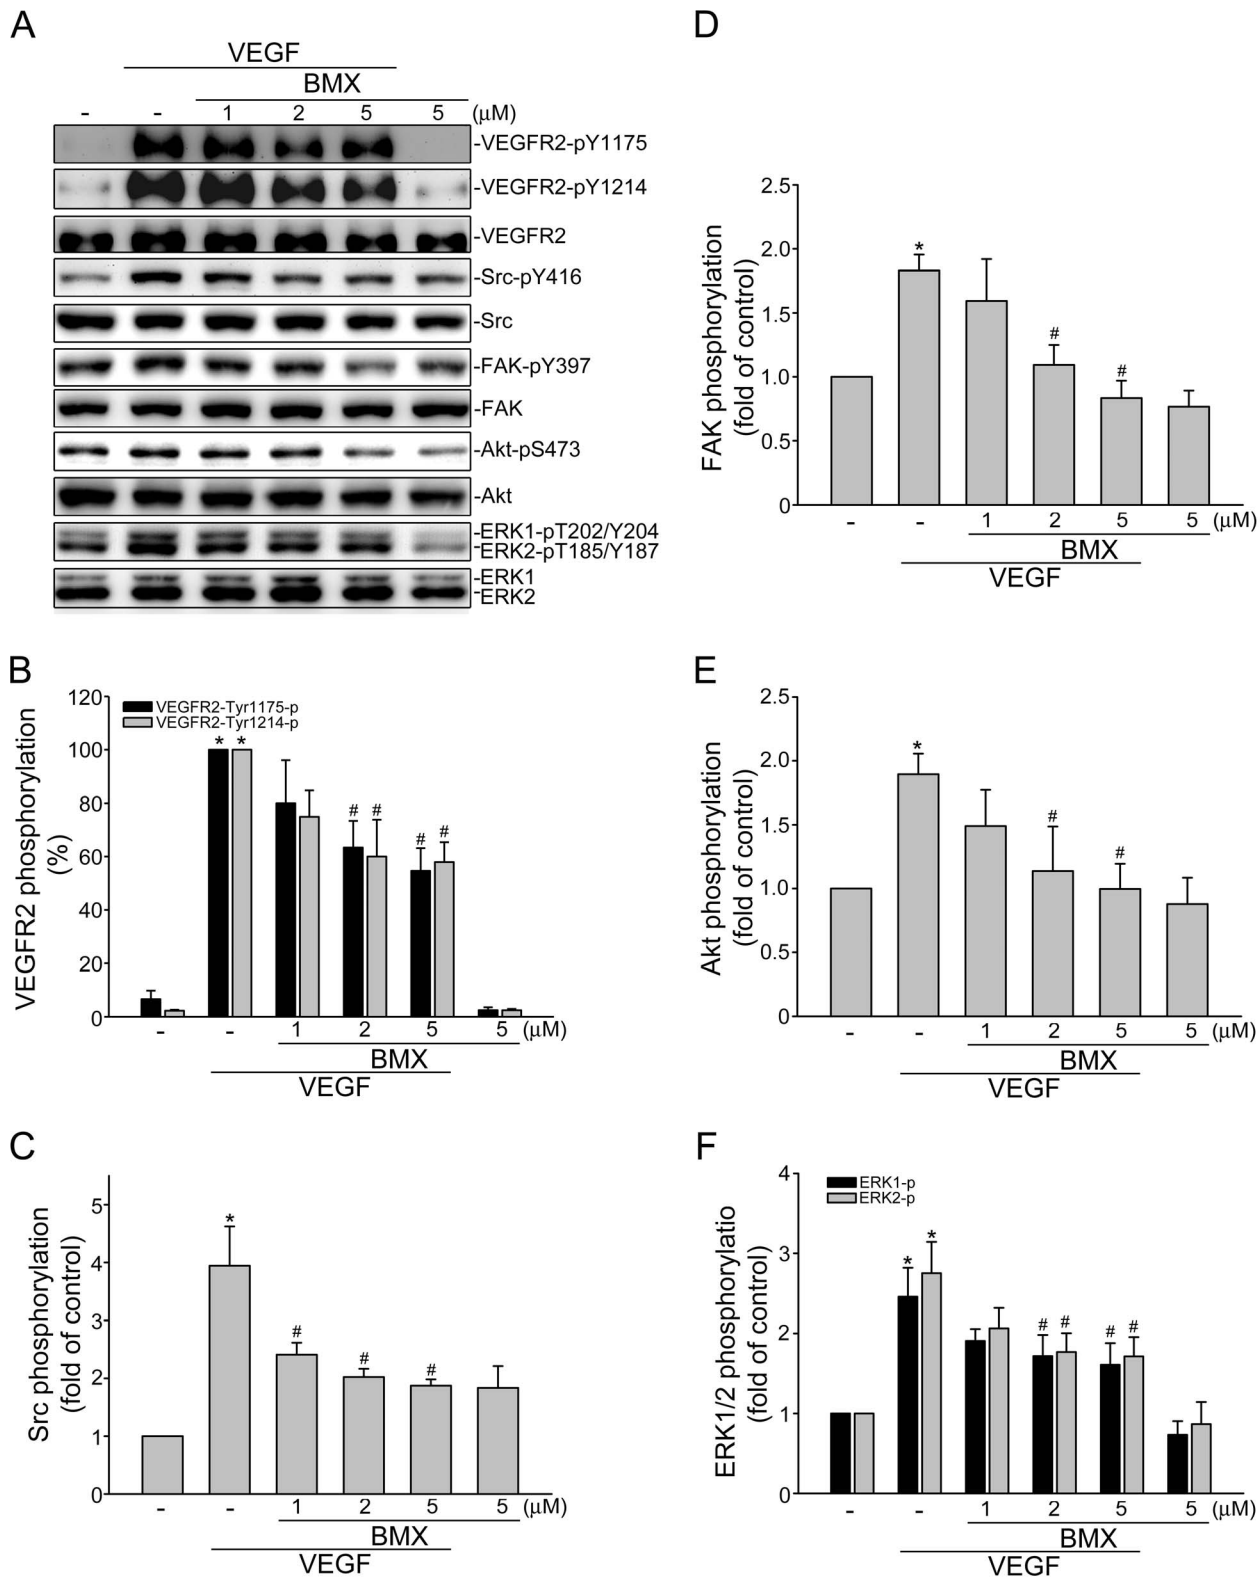 A
VEGF
BMX
- - 1 2 5 5 (μM)
-VEGFR2-pY1175
-VEGFR2-pY1214
-VEGFR2
-Src-pY416
-Src
-FAK-pY397
-FAK
-Akt-pS473
-Akt
-ERK1-pT202/Y204
-ERK2-pT185/Y187
-ERK1
-ERK2
B
VEGFR2 phosphorylation
(%)
120
100
80
60
40
20
0
VEGFR2-Tyr1175-p
VEGFR2-Tyr1214-p
* *
# #
# #
- - 1 2 5 5 (μM)
BMX
VEGF
C
Src phosphorylation
(fold of control)
5
4
3
2
1
0
*
#
#
#
- - 1 2 5 5 (μM)
BMX
VEGF
D
FAK phosphorylation
(fold of control)
2.5
2.0
1.5
1.0
0.5
0
*
#
#
- - 1 2 5 5 (μM)
BMX
VEGF
E
Akt phosphorylation
(fold of control)
2.5
2.0
1.5
1.0
0.5
0
*
#
#
- - 1 2 5 5 (μM)
BMX
VEGF
F
ERK1/2 phosphorylatio
(fold of control)
4
3
2
1
0
ERK1-p
ERK2-p
* *
# #
# #
- - 1 2 5 5 (μM)
BMX
VEGF